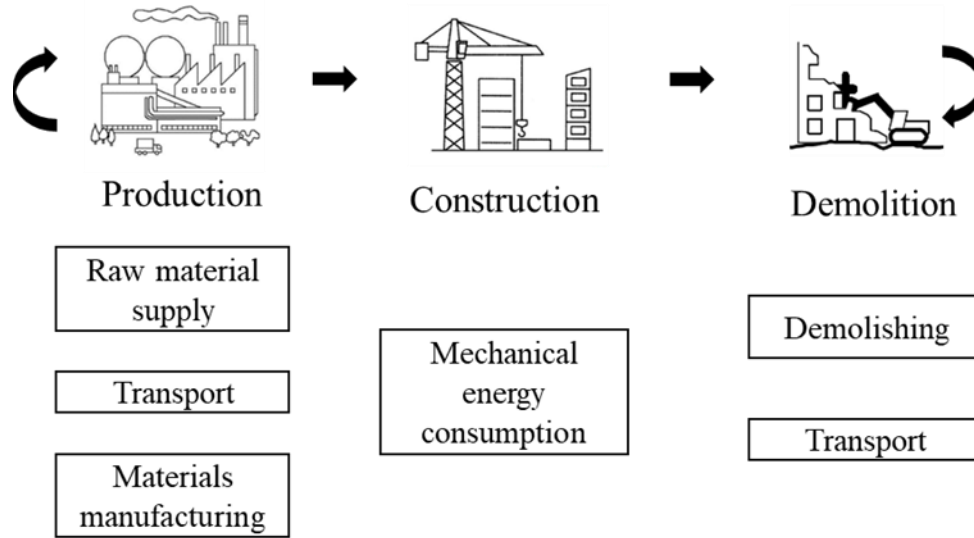 Production
Construction
Demolition
Raw material
supply
Transport
Materials
manufacturing
Mechanical
energy
consumption
Demolishing
Transport